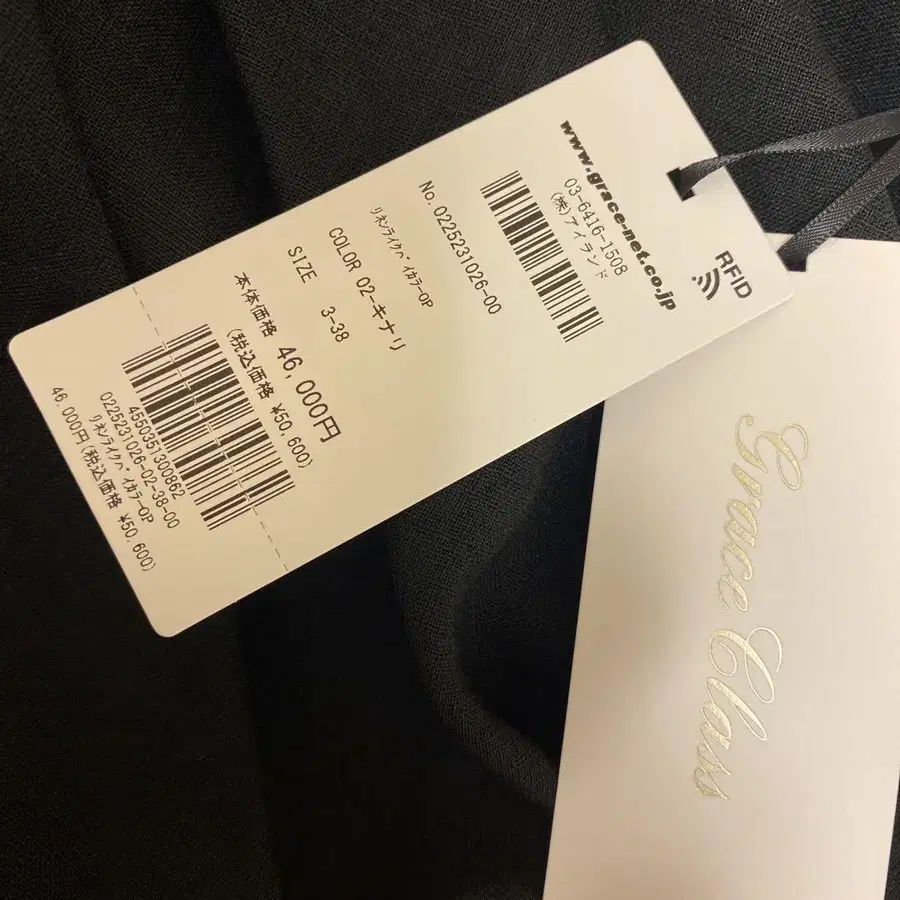 RFID
www.grace-net.co.jp
03-6416-1508
(株)アイランド
No. 0225231026-00
リネンライクバイカラーOP
COLOR 02-キナリ
SIZE 3-38
本体価格 46,000円
(税込価格 ¥50,600)
4550351300862
0225231026-02-38-00
リネンライクバイカラーOP
46,000円(税込価格 ¥50,600)
Grace Class